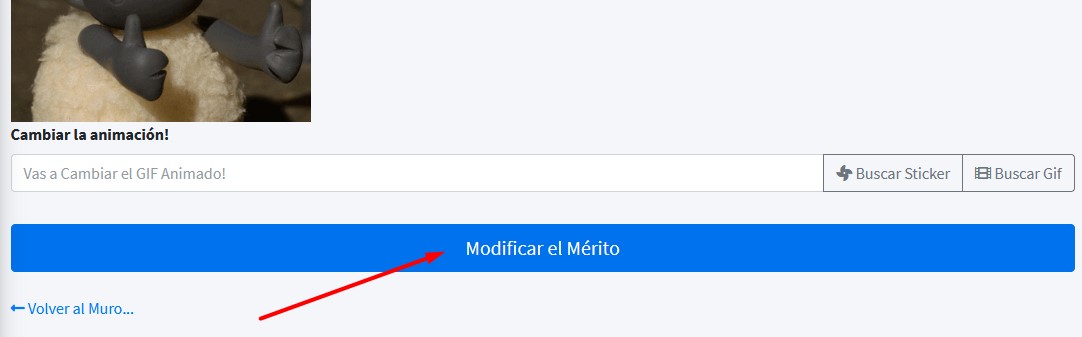 Cambiar la animación!
Vas a Cambiar el GIF Animado! Buscar Sticker Buscar Gif
Modificar el Mérito
Volver al Muro...